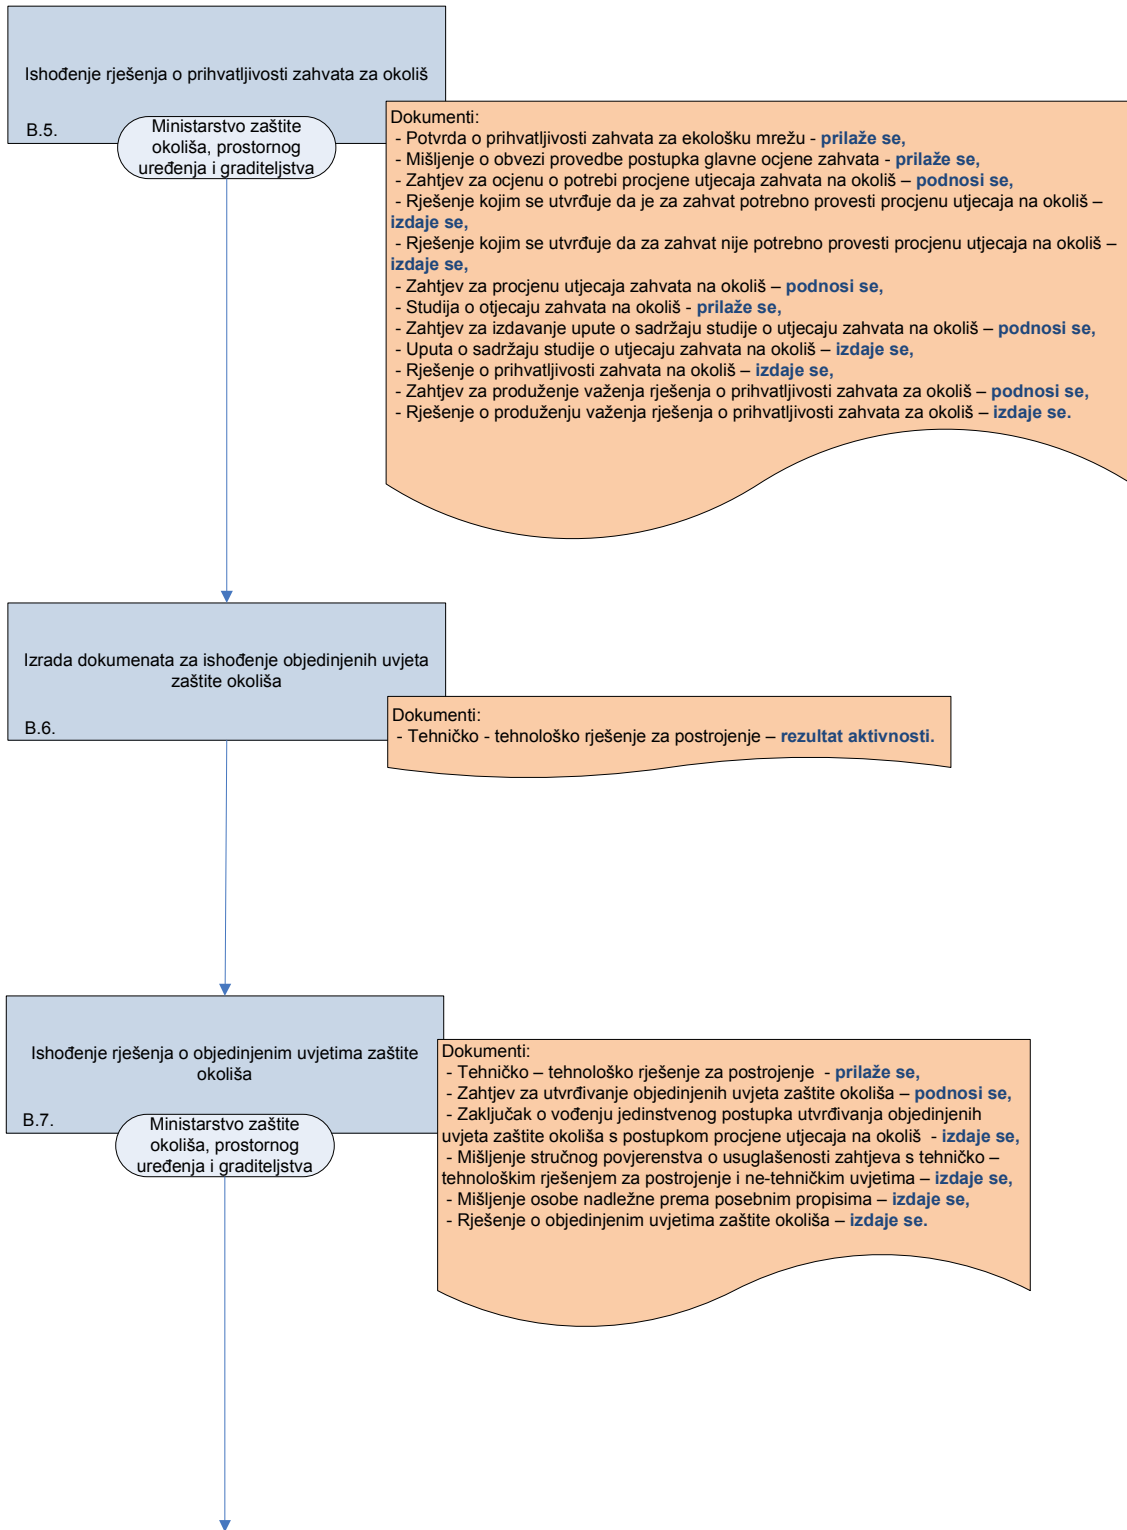 Ishođenje rješenja o prihvatljivosti zahvata za okoliš
B.5.
Ministarstvo zaštite
okoliša, prostornog
uređenja i graditeljstva
Dokumenti:
- Potvrda o prihvatljivosti zahvata za ekološku mrežu - prilaže se,
- Mišljenje o obvezi provedbe postupka glavne ocjene zahvata - prilaže se,
- Zahtjev za ocjenu o potrebi procjene utjecaja zahvata na okoliš – podnosi se,
- Rješenje kojim se utvrđuje da je za zahvat potrebno provesti procjenu utjecaja na okoliš –
izdaje se,
- Rješenje kojim se utvrđuje da za zahvat nije potrebno provesti procjenu utjecaja na okoliš –
izdaje se,
- Zahtjev za procjenu utjecaja zahvata na okoliš – podnosi se,
- Studija o otjecaju zahvata na okoliš - prilaže se,
- Zahtjev za izdavanje upute o sadržaju studije o utjecaju zahvata na okoliš – podnosi se,
- Uputa o sadržaju studije o utjecaju zahvata na okoliš – izdaje se,
- Rješenje o prihvatljivosti zahvata na okoliš – izdaje se,
- Zahtjev za produženje važenja rješenja o prihvatljivosti zahvata za okoliš – podnosi se,
- Rješenje o produženju važenja rješenja o prihvatljivosti zahvata za okoliš – izdaje se.
Izrada dokumenata za ishođenje objedinjenih uvjeta
zaštite okoliša
B.6.
Dokumenti:
- Tehničko - tehnološko rješenje za postrojenje – rezultat aktivnosti.
Ishođenje rješenja o objedinjenim uvjetima zaštite
okoliša
B.7.
Ministarstvo zaštite
okoliša, prostornog
uređenja i graditeljstva
Dokumenti:
- Tehničko – tehnološko rješenje za postrojenje - prilaže se,
- Zahtjev za utvrđivanje objedinjenih uvjeta zaštite okoliša – podnosi se,
- Zaključak o vođenju jedinstvenog postupka utvrđivanja objedinjenih
uvjeta zaštite okoliša s postupkom procjene utjecaja na okoliš - izdaje se,
- Mišljenje stručnog povjerenstva o usuglašenosti zahtjeva s tehničko –
tehnološkim rješenjem za postrojenje i ne-tehničkim uvjetima – izdaje se,
- Mišljenje osobe nadležne prema posebnim propisima – izdaje se,
- Rješenje o objedinjenim uvjetima zaštite okoliša – izdaje se.